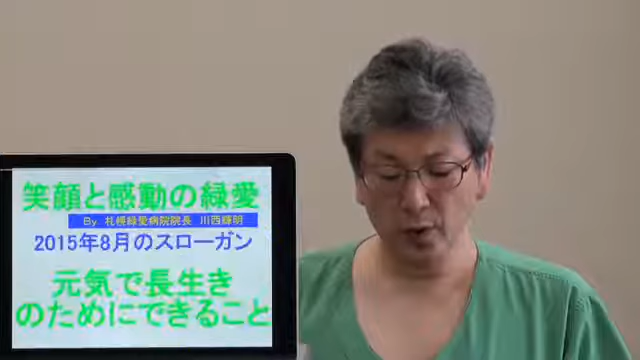 笑顔と感動の緑愛
By 札幌緑愛病院院長 川西輝明
2015年8月のスローガン
元気で長生き
のためにできること